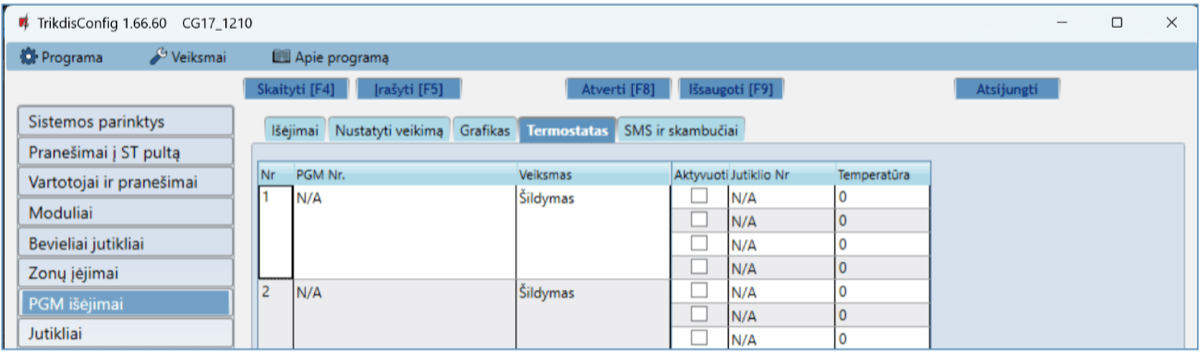 TrikdisConfig 1.66.60 CG17_1210
Programa Veiksmai Apie programą
Skaityti [F4] Įrašyti [F5] Atverti [F8] Išsaugoti [F9] Atsijungti
Sistemos parinktys
Pranešimai į ST pultą
Vartotojai ir pranešimai
Moduliai
Bevieliai jutikliai
Zonų įėjimai
PGM išėjimai
Jutikliai
Išėjimai Nustatyti veikimą Grafikas Termostatas SMS ir skambučiai
Nr PGM Nr. Veiksmas Aktyvuoti Jutiklio Nr Temperatūra
1 N/A Šildymas N/A 0
N/A 0
N/A 0
N/A 0
2 N/A Šildymas N/A 0
N/A 0
N/A 0